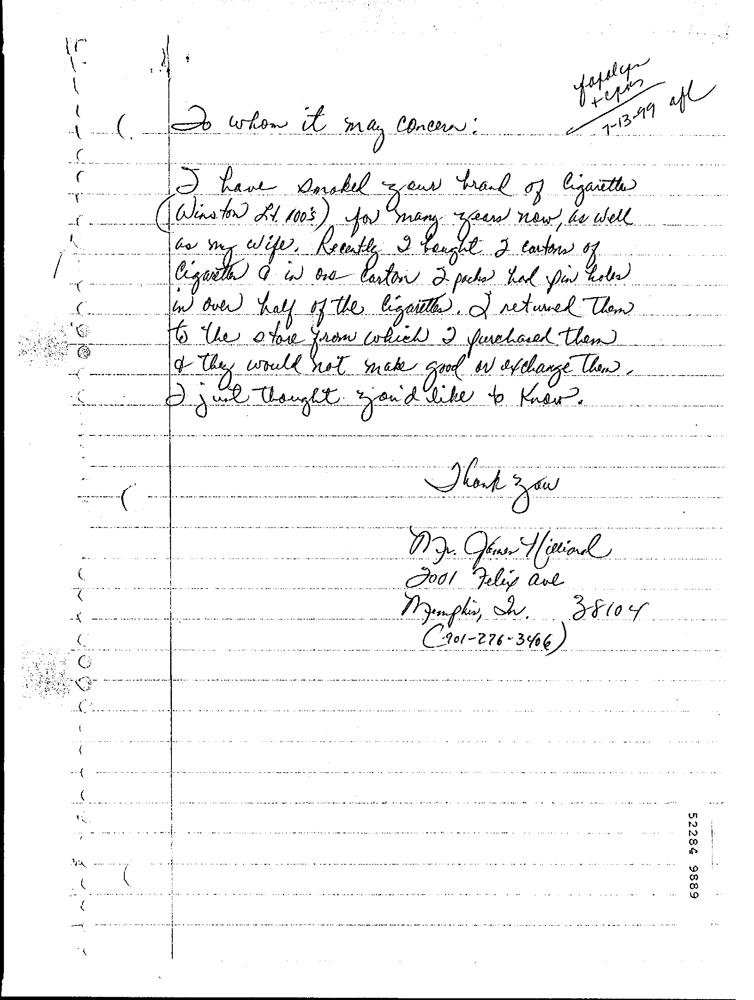 7-13-99 afl
To whom it may concern:
I have smoked your brand of Cigarettes
(Winston Lt. 100's) for many years now, as well
as my wife. Recently I bought 2 cartons of
Cigarettes & in one Carton 2 packs had pin holes
in over half of the Cigarettes. I returned them
to the store from which I purchased them
& they would not make good or exchange them.
I just thought you'd like to know.
Thank you
Mr. James Hilliard
2001 Felix Ave
Memphis, Tn. 38104
(901-276-3406)
52284 9889